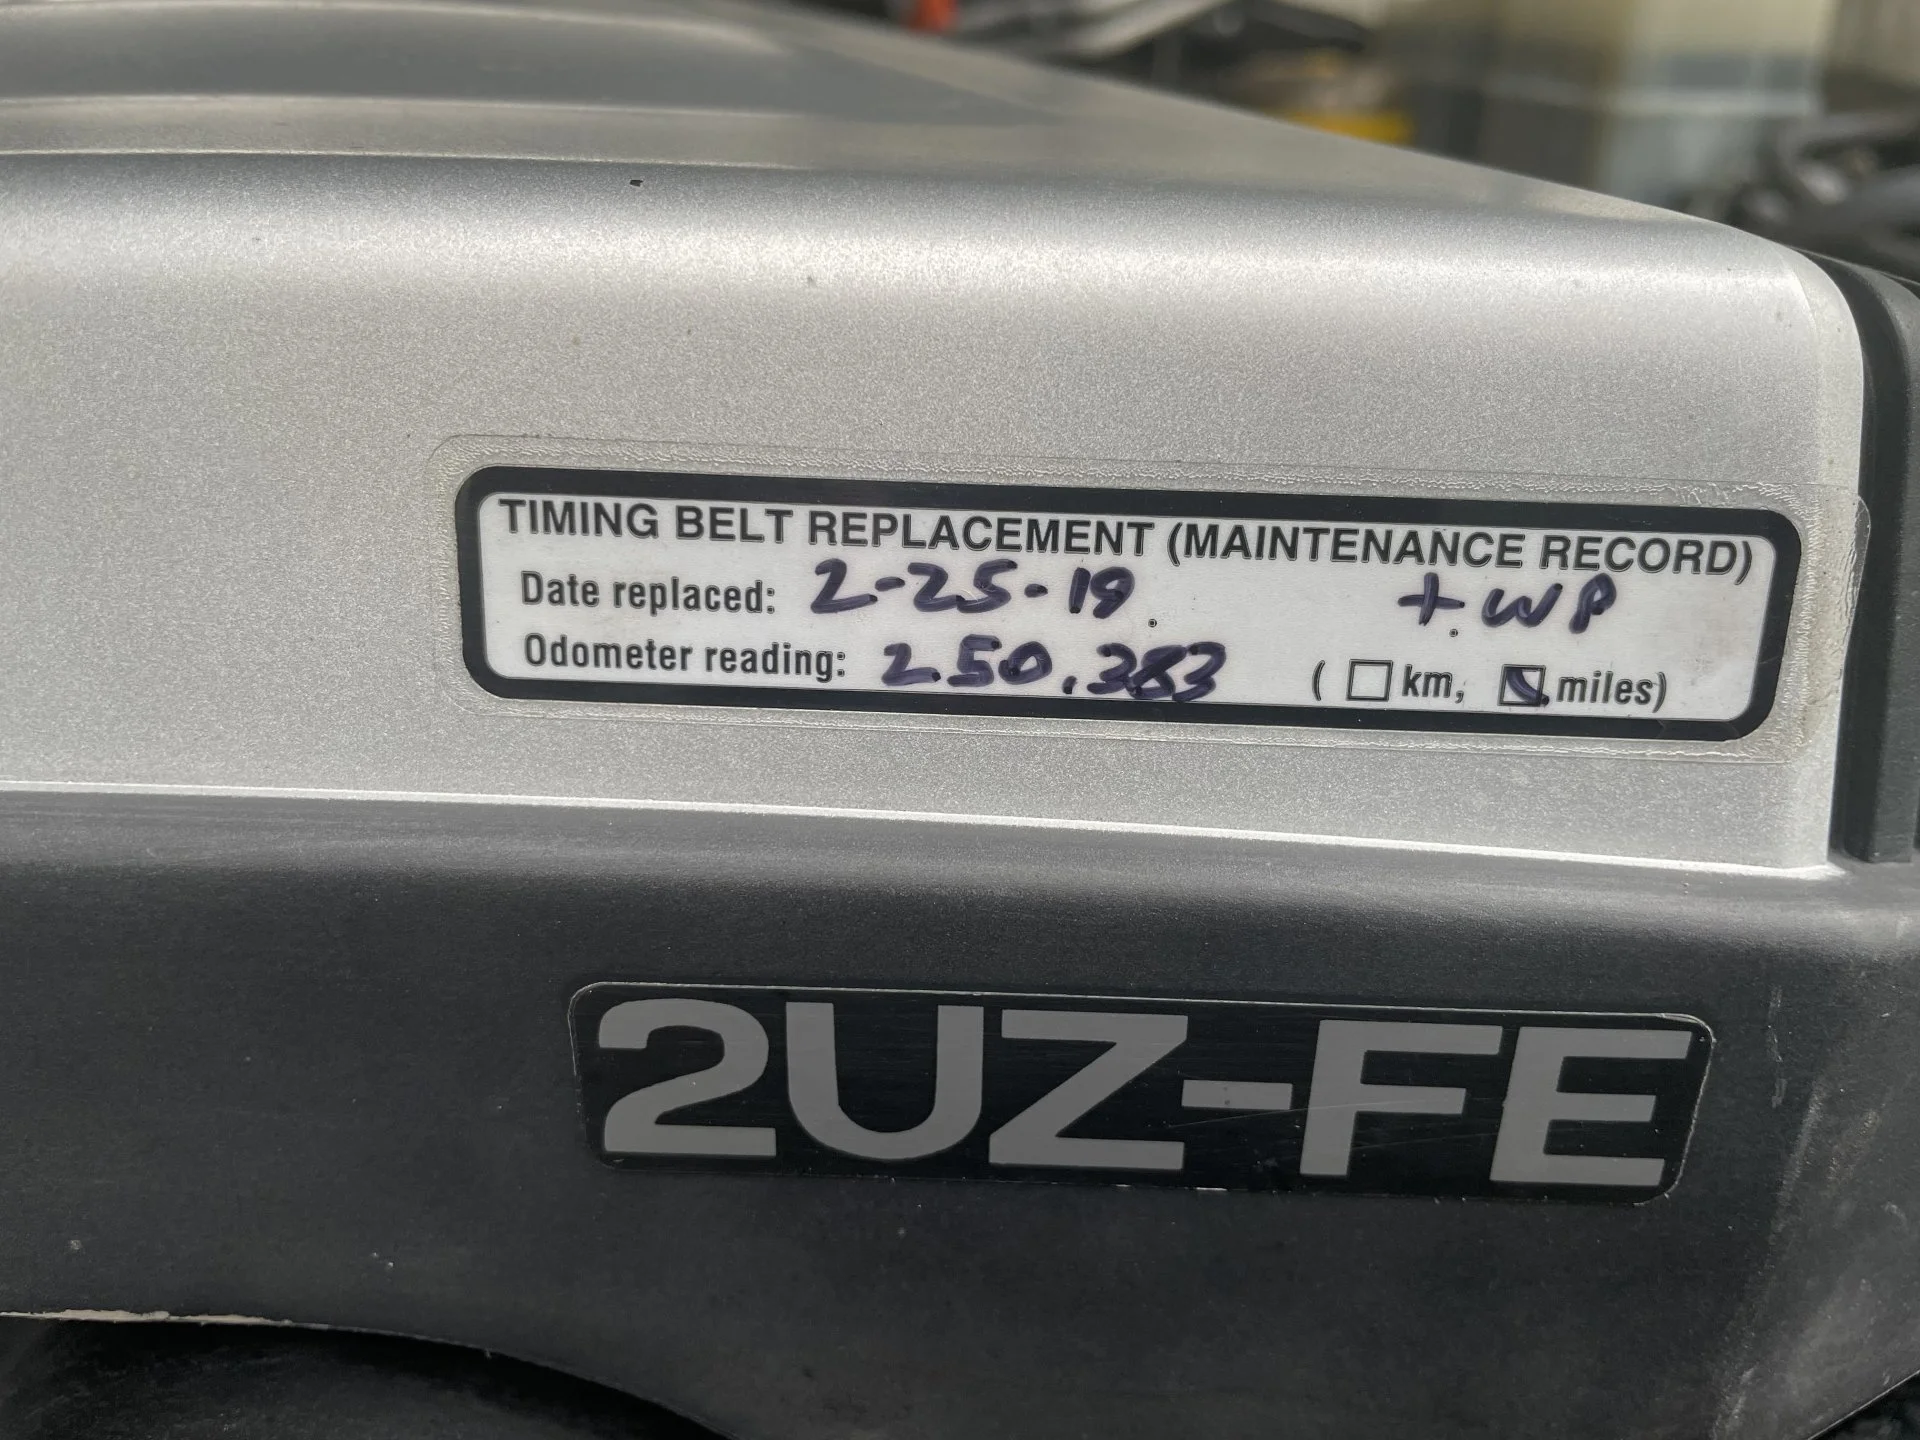 TIMING BELT REPLACEMENT (MAINTENANCE RECORD)
Date replaced: 2-25-19 + WP
Odometer reading: 250,383 ( km, miles)
2UZ-FE